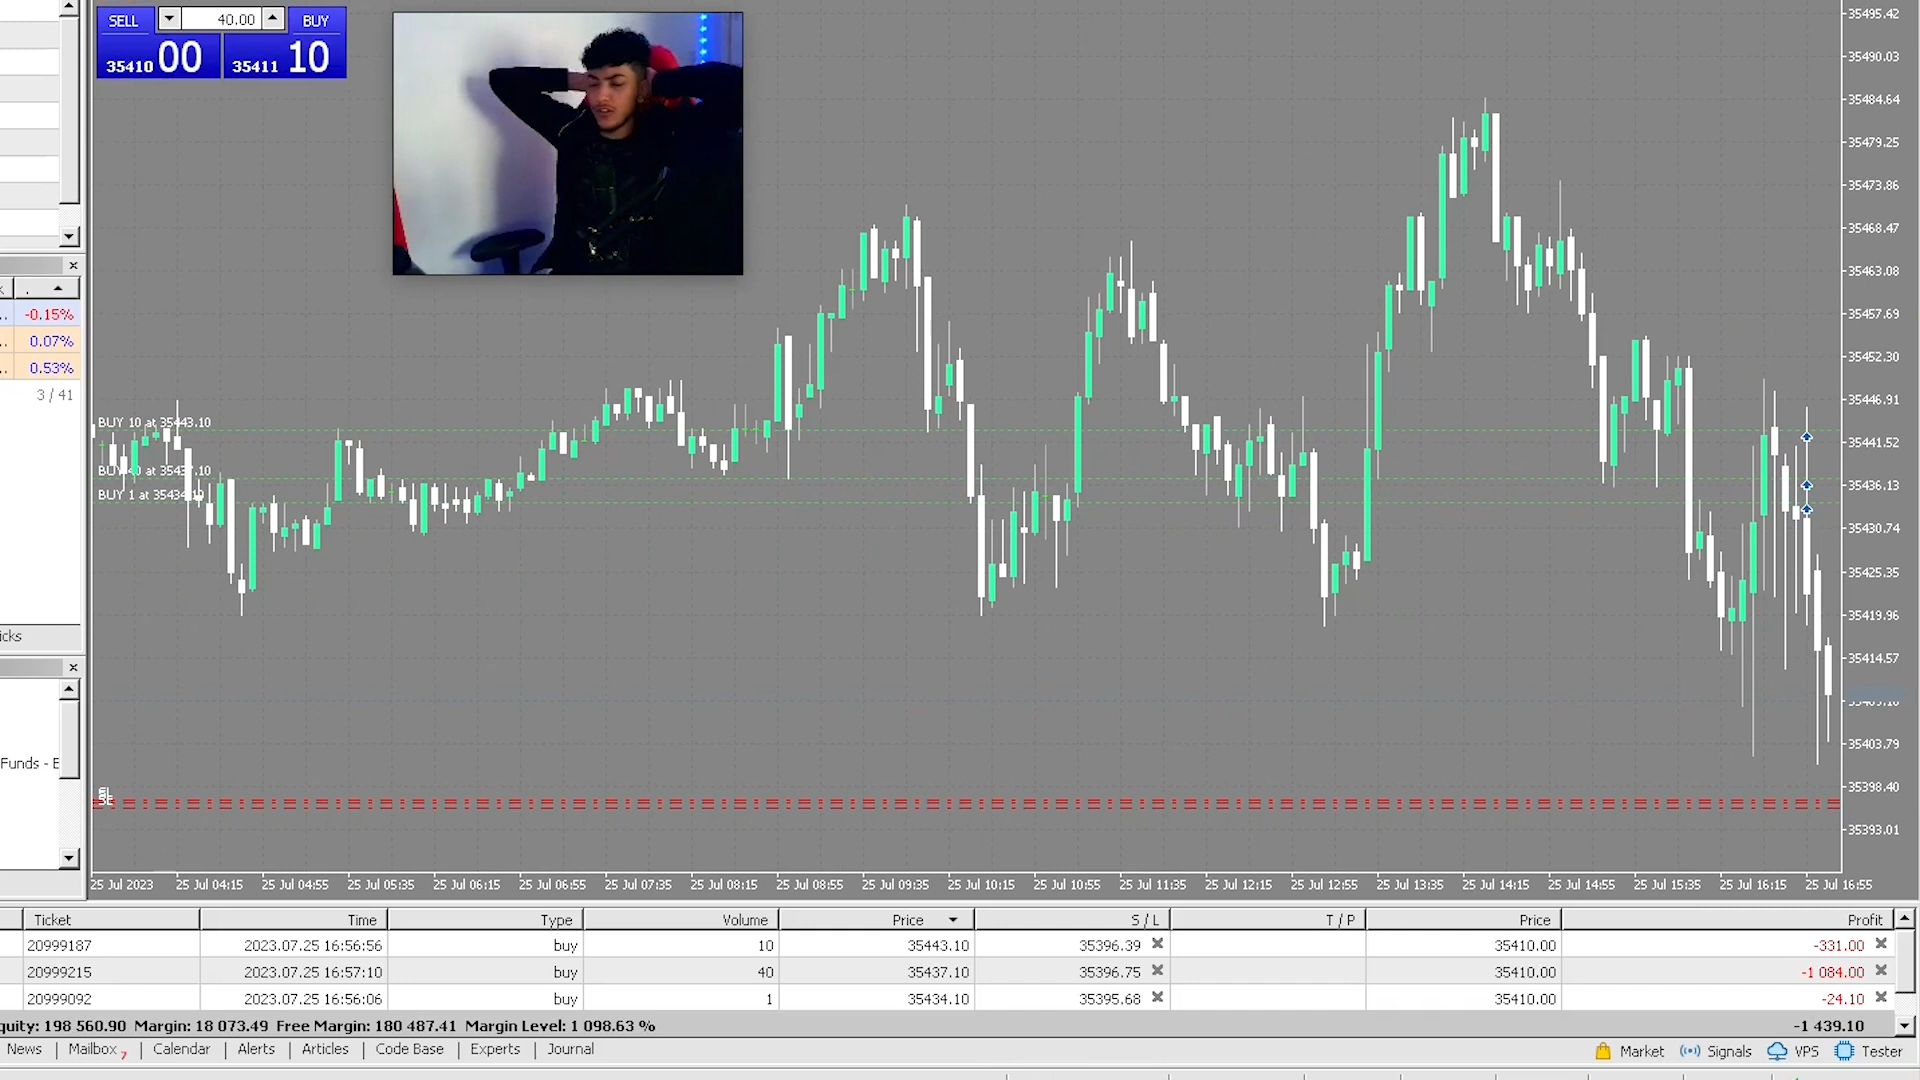 SELL 40.00 BUY
35410 00 35411 10
-0.15%
0.07%
0.53%
3 / 41
icks
Funds - E
35495.42
35490.03
35484.64
35479.25
35473.86
35468.47
35463.08
35457.69
35452.30
35446.91
35441.52
35436.13
35430.74
35425.35
35419.96
35414.57
35403.79
35398.40
35393.01
BUY 10 at 35443.10
BUY 40 at 35437.10
BUY 1 at 35434.10
25 Jul 2023 25 Jul 04:15 25 Jul 04:55 25 Jul 05:35 25 Jul 06:15 25 Jul 06:55 25 Jul 07:35 25 Jul 08:15 25 Jul 08:55 25 Jul 09:35 25 Jul 10:15 25 Jul 10:55 25 Jul 11:35 25 Jul 12:15 25 Jul 12:55 25 Jul 13:35 25 Jul 14:15 25 Jul 14:55 25 Jul 15:35 25 Jul 16:15 25 Jul 16:55
Ticket Time Type Volume Price S / L T / P Price Profit
20999187 2023.07.25 16:56:56 buy 10 35443.10 35396.39 35410.00 -331.00
20999215 2023.07.25 16:57:10 buy 40 35437.10 35396.75 35410.00 -1 084.00
20999092 2023.07.25 16:56:06 buy 1 35434.10 35395.68 35410.00 -24.10
quity: 198 560.90 Margin: 18 073.49 Free Margin: 180 487.41 Margin Level: 1 098.63 % -1 439.10
News Mailbox 7 Calendar Alerts Articles Code Base Experts Journal Market Signals VPS Tester